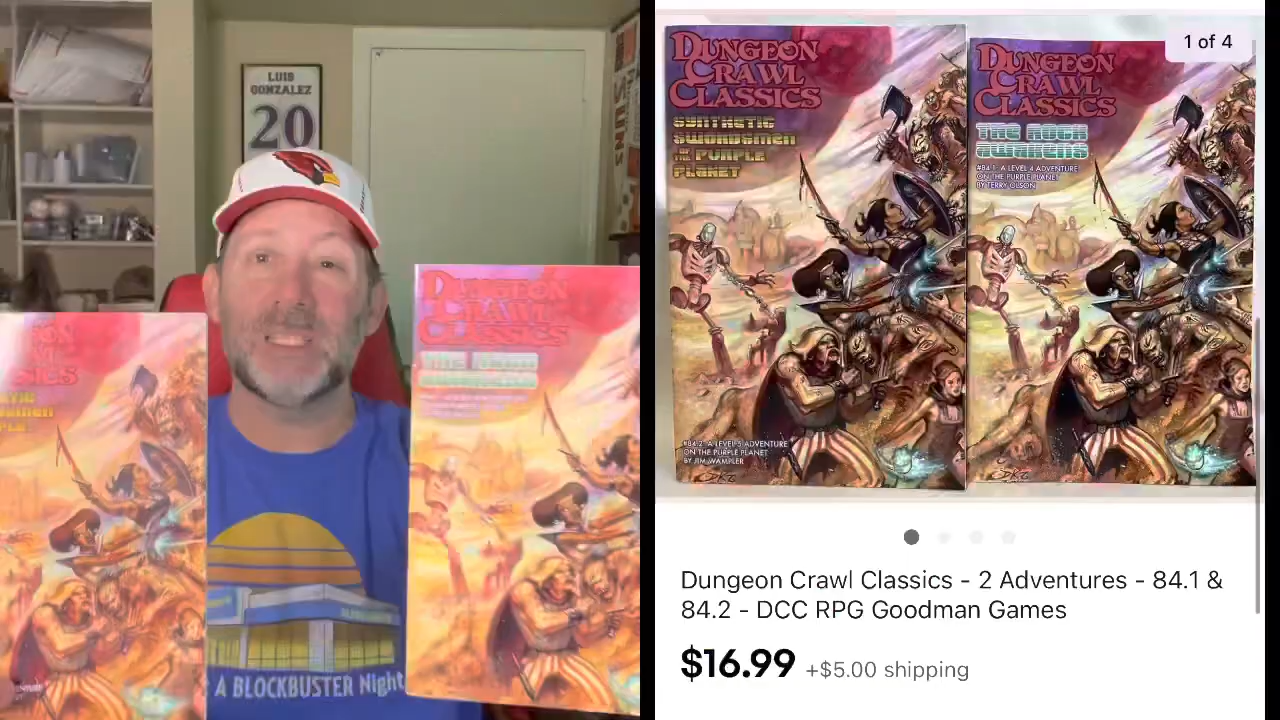 LUIS
GONZALEZ
20
SUNS
DUNGEON
CRAWL
CLASSICS
A BLOCKBUSTER Night
1 of 4
DUNGEON
CRAWL
CLASSICS
SYNTHETIC
SWORDSMEN
OF THE PURPLE
PLANET
#84.2: A LEVEL 5 ADVENTURE
ON THE PURPLE PLANET
BY JIM WAMPLER
DUNGEON
CRAWL
CLASSICS
THE ROCK
AWAKENS
#84.1: A LEVEL 4 ADVENTURE
ON THE PURPLE PLANET
BY TERRY OLSON
Dungeon Crawl Classics - 2 Adventures - 84.1 &
84.2 - DCC RPG Goodman Games
$16.99 +$5.00 shipping